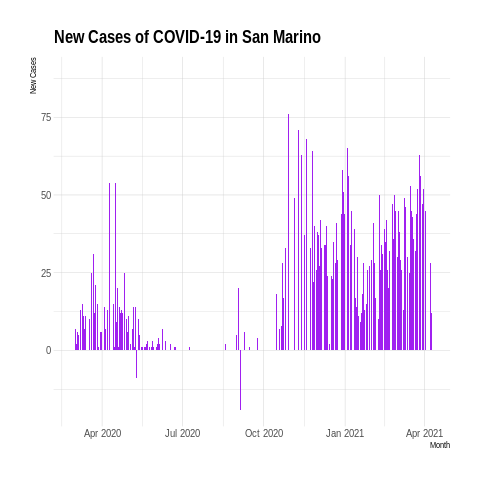 New Cases of COVID-19 in San Marino
New Cases
75
50
25
0
Apr 2020 Jul 2020 Oct 2020 Jan 2021 Apr 2021
Month